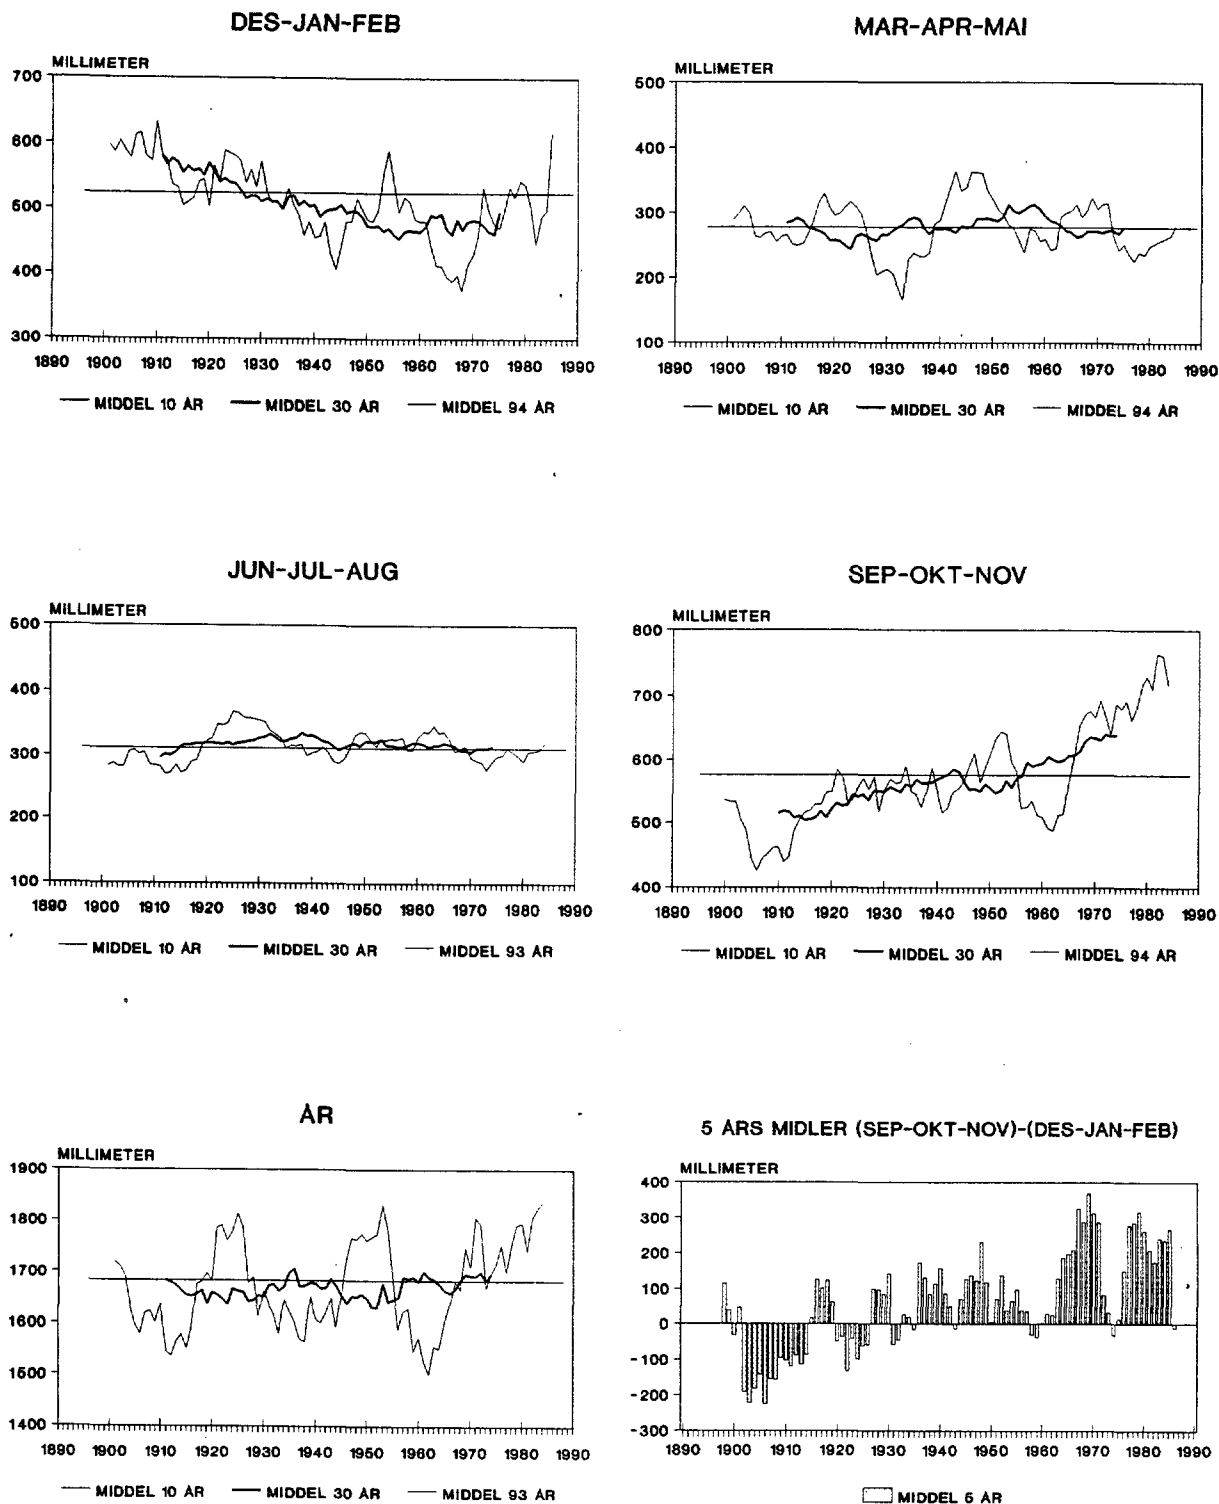 DES-JAN-FEB
MILLIMETER
700
600
500
400
300
1890 1900 1910 1920 1930 1940 1950 1960 1970 1980 1990
MIDDEL 10 ÅR MIDDEL 30 ÅR MIDDEL 94 ÅR
MAR-APR-MAI
MILLIMETER
500
400
300
200
100
1890 1900 1910 1920 1930 1940 1950 1960 1970 1980 1990
MIDDEL 10 ÅR MIDDEL 30 ÅR MIDDEL 94 ÅR
JUN-JUL-AUG
MILLIMETER
500
400
300
200
100
1890 1900 1910 1920 1930 1940 1950 1960 1970 1980 1990
MIDDEL 10 ÅR MIDDEL 30 ÅR MIDDEL 93 ÅR
SEP-OKT-NOV
MILLIMETER
800
700
600
500
400
1890 1900 1910 1920 1930 1940 1950 1960 1970 1980 1990
MIDDEL 10 ÅR MIDDEL 30 ÅR MIDDEL 94 ÅR
ÅR
MILLIMETER
1900
1800
1700
1600
1500
1400
1890 1900 1910 1920 1930 1940 1950 1960 1970 1980 1990
MIDDEL 10 ÅR MIDDEL 30 ÅR MIDDEL 93 ÅR
5 ÅRS MIDLER (SEP-OKT-NOV)-(DES-JAN-FEB)
MILLIMETER
400
300
200
100
0
-100
-200
-300
1890 1900 1910 1920 1930 1940 1950 1960 1970 1980 1990
MIDDEL 5 ÅR